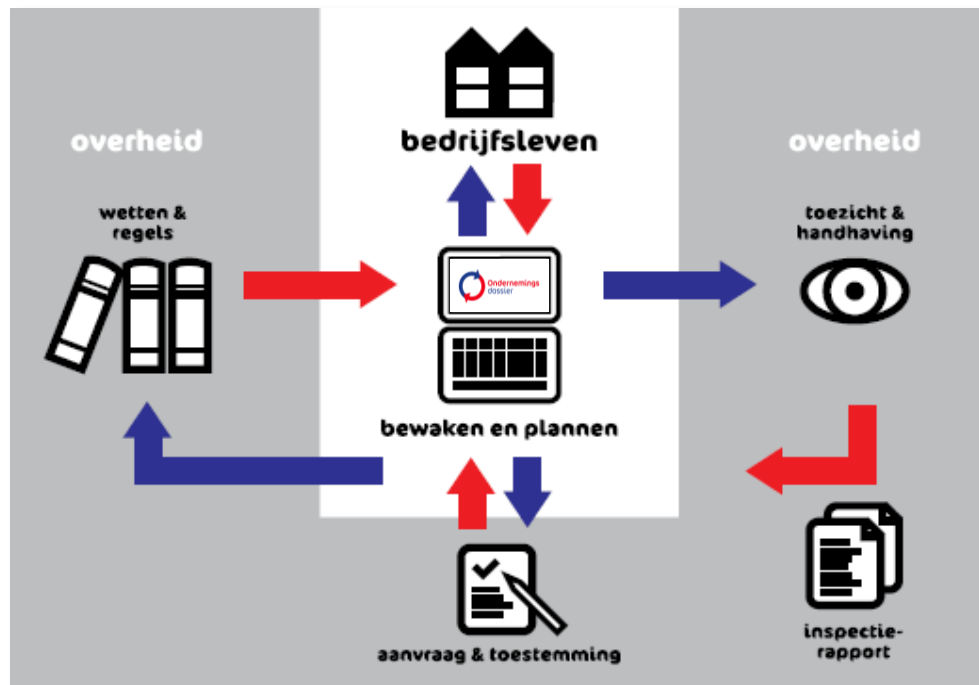 bedrijfsleven
overheid
overheid
wetten &
regels
toezicht &
handhaving
Ondernemings
dossier
bewaken en plannen
aanvraag & toestemming
inspectie-
rapport